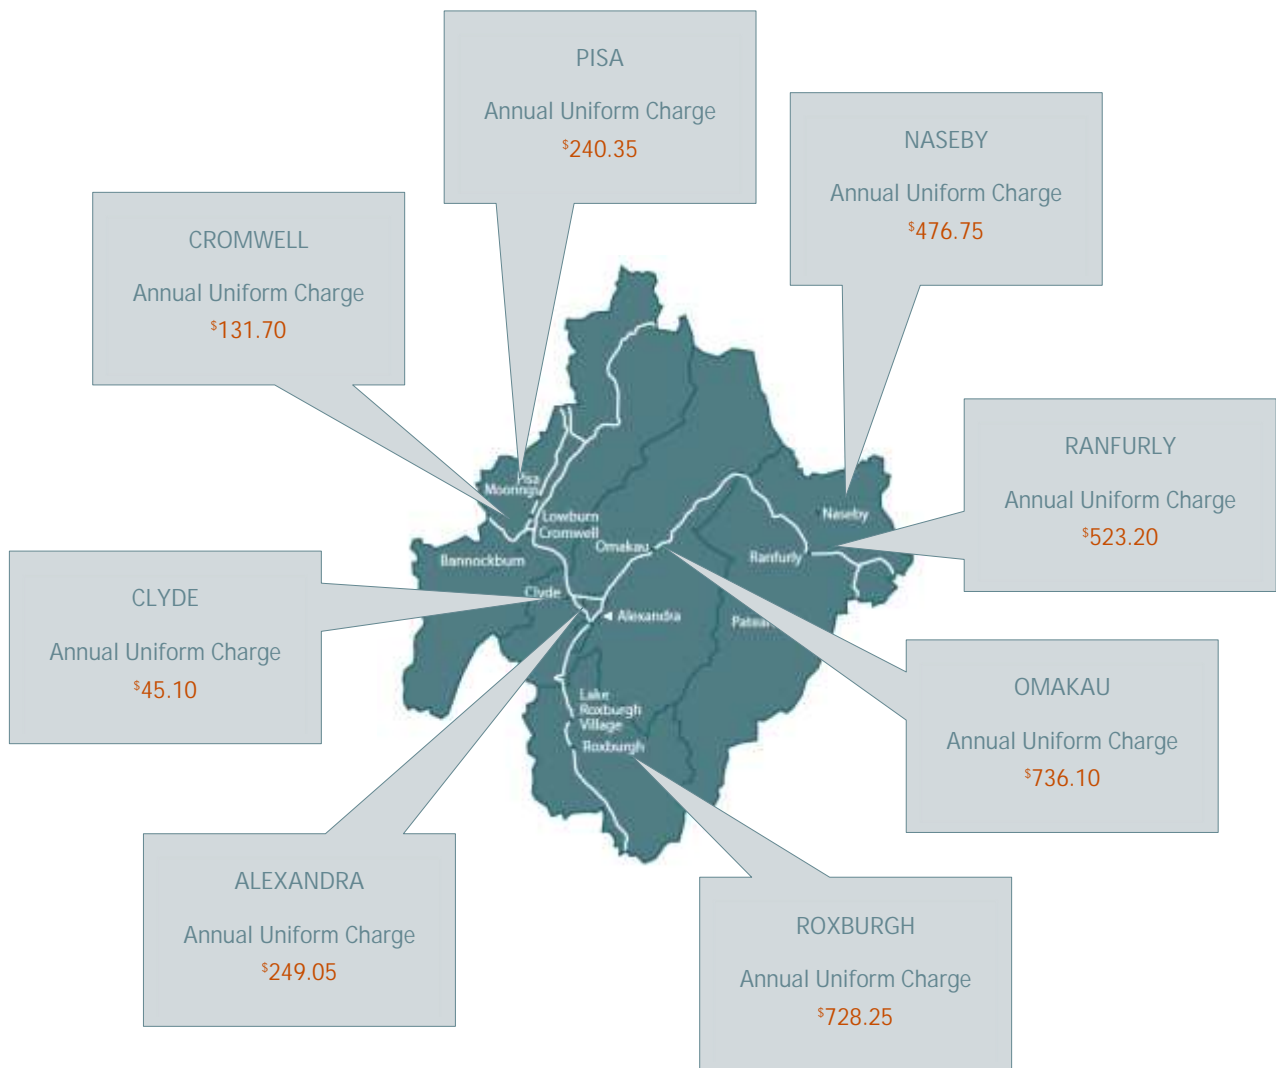 PISA
Annual Uniform Charge
$240.35
NASEBY
Annual Uniform Charge
$476.75
CROMWELL
Annual Uniform Charge
$131.70
RANFURLY
Annual Uniform Charge
$523.20
CLYDE
Annual Uniform Charge
$45.10
OMAKAU
Annual Uniform Charge
$736.10
ALEXANDRA
Annual Uniform Charge
$249.05
ROXBURGH
Annual Uniform Charge
$728.25
Pisa
Moorings
Lowburn
Cromwell
Bannockburn
Clyde
Omakau
Alexandra
Naseby
Ranfurly
Lake
Roxburgh
Village
Roxburgh